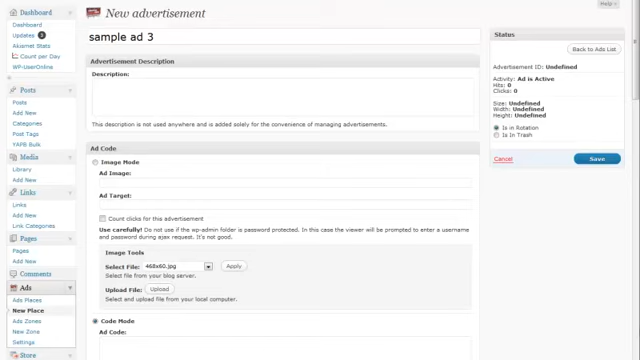 Dashboard
Dashboard
Updates
Akismet Stats
Count per Day
WP-UserOnline
Posts
Posts
Add New
Categories
Post Tags
YAPB Bulk
Media
Library
Add New
Links
Links
Add New
Link Categories
Pages
Pages
Add New
Comments
Ads
Ads Places
New Place
Ads Zones
New Zone
Settings
Store
Help
New advertisement
sample ad 3
Advertisement Description
Description:
This description is not used anywhere and is added solely for the convenience of managing advertisements.
Ad Code
Image Mode
Ad Image:
Ad Target:
Count clicks for this advertisement
Use carefully! Do not use if the wp-admin folder is password protected. In this case the viewer will be prompted to enter a username
and password during ajax request. It's not good.
Image Tools
Select File: 468x60.jpg Apply
Select file from your blog server.
Upload File: Upload
Select and upload file from your local computer.
Code Mode
Ad Code:
Status
Back to Ads List
Advertisement ID: Undefined
Activity: Ad is Active
Hits: 0
Clicks: 0
Size: Undefined
Width: Undefined
Height: Undefined
Is in Rotation
Is in Trash
Cancel Save